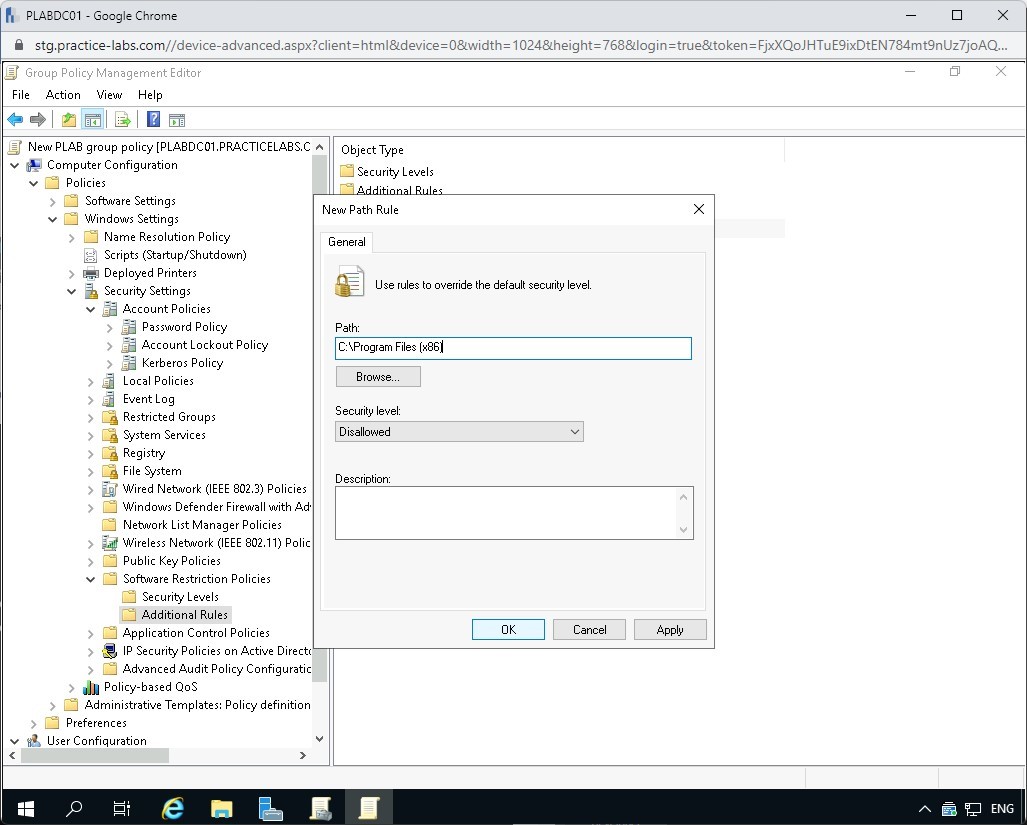 PLABDC01 - Google Chrome
stg.practice-labs.com//device-advanced.aspx?client=html&device=0&width=1024&height=768&login=true&token=FjxXQoJHTuE9ixDtEN784mt9nUz7joAQ...
Group Policy Management Editor
File Action View Help
New PLAB group policy [PLABDC01.PRACTICELABS.C
Computer Configuration
Policies
Software Settings
Windows Settings
Name Resolution Policy
Scripts (Startup/Shutdown)
Deployed Printers
Security Settings
Account Policies
Password Policy
Account Lockout Policy
Kerberos Policy
Local Policies
Event Log
Restricted Groups
System Services
Registry
File System
Wired Network (IEEE 802.3) Policies
Windows Defender Firewall with Ad
Network List Manager Policies
Wireless Network (IEEE 802.11) Polic
Public Key Policies
Software Restriction Policies
Security Levels
Additional Rules
Application Control Policies
IP Security Policies on Active Directo
Advanced Audit Policy Configuratio
Policy-based QoS
Administrative Templates: Policy definition
Preferences
User Configuration
Object Type
Security Levels
Additional Rules
New Path Rule
General
Use rules to override the default security level.
Path:
C:\Program Files (x86)
Browse...
Security level:
Disallowed
Description:
OK Cancel Apply
ENG